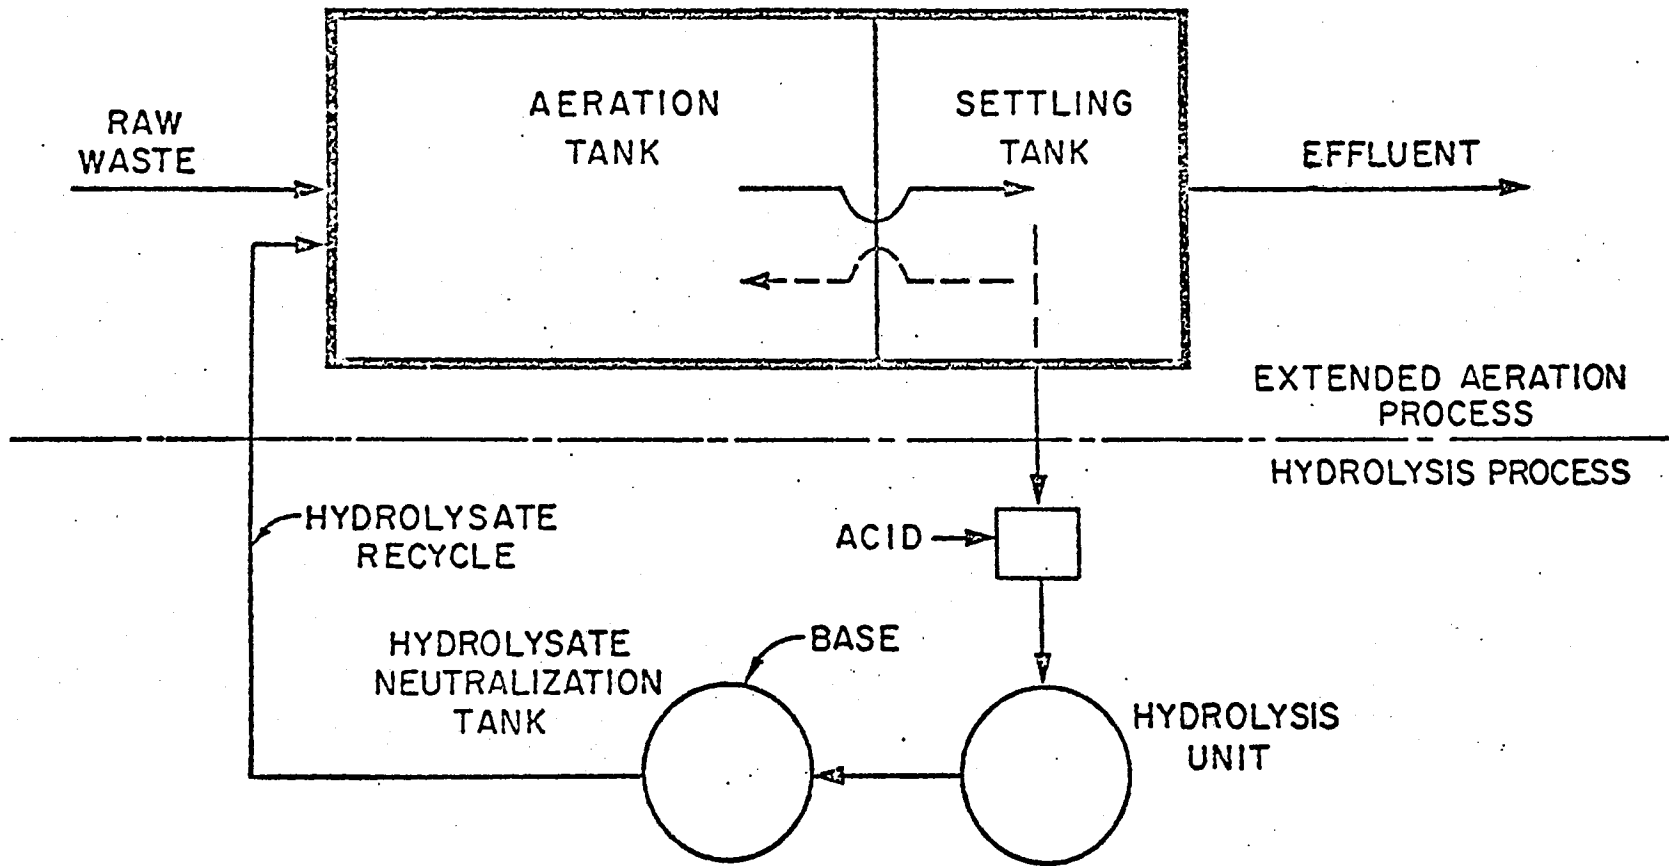 RAW
WASTE
AERATION
TANK
SETTLING
TANK
EFFLUENT
EXTENDED AERATION
PROCESS
HYDROLYSIS PROCESS
HYDROLYSATE
RECYCLE
ACID
HYDROLYSATE
NEUTRALIZATION
TANK
BASE
HYDROLYSIS
UNIT